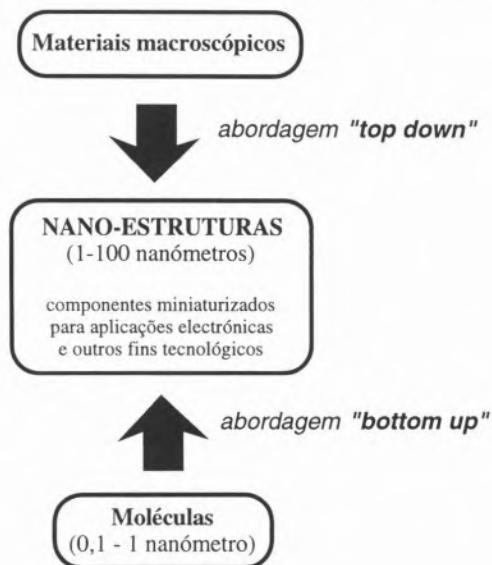 Materiais macroscópicos
abordagem "top down"
NANO-ESTRUTURAS
(1-100 nanómetros)
componentes miniaturizados
para aplicações electrónicas
e outros fins tecnológicos
abordagem "bottom up"
Moléculas
(0,1 - 1 nanómetro)